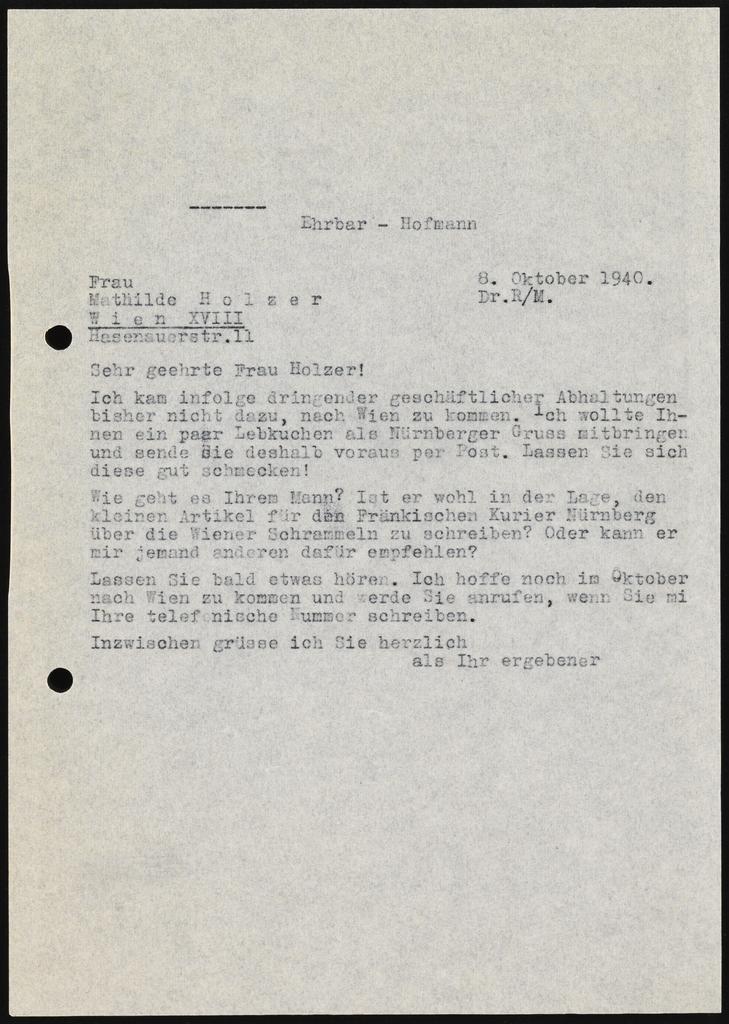 -------
Ehrbar - Hofmann
Frau
Mathilde H o l z e r
W i e n XVIII
Hasenauerstr.11
8. Oktober 1940.
Dr.R/M.
Sehr geehrte Frau Holzer!
Ich kam infolge dringender geschäftlicher Abhaltungen
bisher nicht dazu, nach Wien zu kommen. Ich wollte Ih-
nen ein paar Lebkuchen als Nürnberger Gruss mitbringen
und sende Sie deshalb voraus per Post. Lassen Sie sich
diese gut schmecken!
Wie geht es Ihrem Mann? Ist er wohl in der Lage, den
kleinen Artikel für den Fränkischen Kurier Nürnberg
über die Wiener Schrammeln zu schreiben? Oder kann er
mir jemand anderen dafür empfehlen?
Lassen Sie bald etwas hören. Ich hoffe noch im Oktober
nach Wien zu kommen und werde Sie anrufen, wenn Sie mi
Ihre telefonische Nummer schreiben.
Inzwischen grüsse ich Sie herzlich
als Ihr ergebener